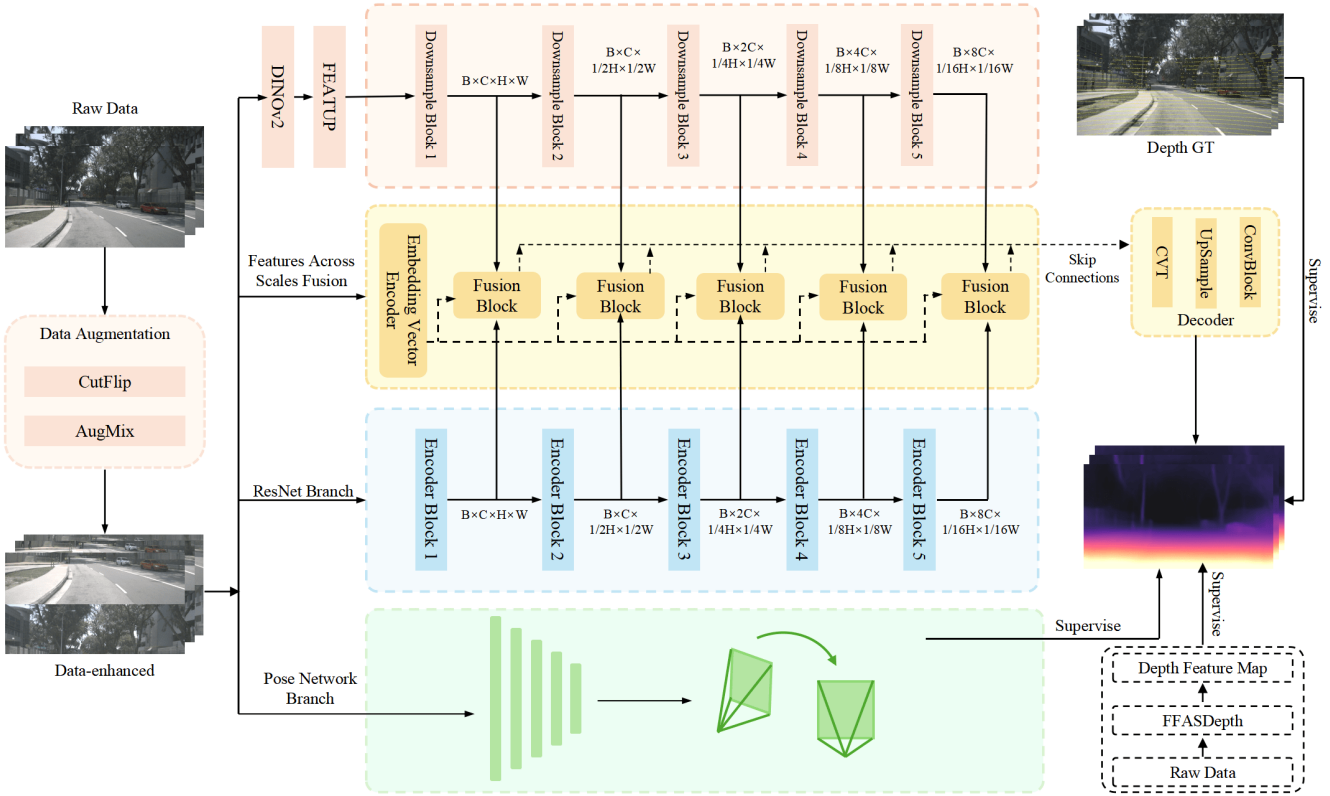 Raw Data
Data Augmentation
CutFlip
AugMix
Data-enhanced
DINOv2
FEATUP
Downsample Block 1
B×C×H×W
Downsample Block 2
B×C×
1/2H×1/2W
Downsample Block 3
B×2C×
1/4H×1/4W
Downsample Block 4
B×4C×
1/8H×1/8W
Downsample Block 5
B×8C×
1/16H×1/16W
Features Across
Scales Fusion
Embedding Vector
Encoder
Fusion
Block
Fusion
Block
Fusion
Block
Fusion
Block
Fusion
Block
Skip
Connections
CVT
UpSample
ConvBlock
Decoder
Depth GT
Supervise
ResNet Branch
Encoder Block 1
B×C×H×W
Encoder Block 2
B×C×
1/2H×1/2W
Encoder Block 3
B×2C×
1/4H×1/4W
Encoder Block 4
B×4C×
1/8H×1/8W
Encoder Block 5
B×8C×
1/16H×1/16W
Pose Network
Branch
Supervise
Supervise
Depth Feature Map
FFASDepth
Raw Data